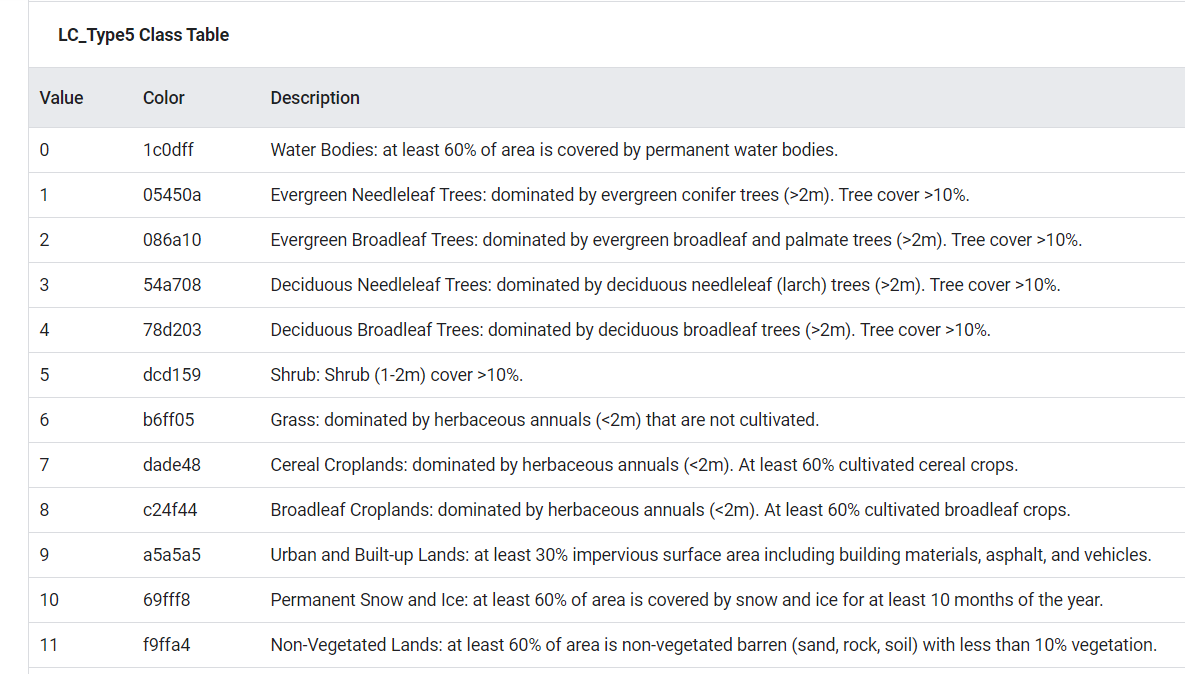 LC_Type5 Class Table
Value Color Description
0 1c0dff Water Bodies: at least 60% of area is covered by permanent water bodies.
1 05450a Evergreen Needleleaf Trees: dominated by evergreen conifer trees (>2m). Tree cover >10%.
2 086a10 Evergreen Broadleaf Trees: dominated by evergreen broadleaf and palmate trees (>2m). Tree cover >10%.
3 54a708 Deciduous Needleleaf Trees: dominated by deciduous needleleaf (larch) trees (>2m). Tree cover >10%.
4 78d203 Deciduous Broadleaf Trees: dominated by deciduous broadleaf trees (>2m). Tree cover >10%.
5 dcd159 Shrub: Shrub (1-2m) cover >10%.
6 b6ff05 Grass: dominated by herbaceous annuals (<2m) that are not cultivated.
7 dade48 Cereal Croplands: dominated by herbaceous annuals (<2m). At least 60% cultivated cereal crops.
8 c24f44 Broadleaf Croplands: dominated by herbaceous annuals (<2m). At least 60% cultivated broadleaf crops.
9 a5a5a5 Urban and Built-up Lands: at least 30% impervious surface area including building materials, asphalt, and vehicles.
10 69fff8 Permanent Snow and Ice: at least 60% of area is covered by snow and ice for at least 10 months of the year.
11 f9ffa4 Non-Vegetated Lands: at least 60% of area is non-vegetated barren (sand, rock, soil) with less than 10% vegetation.